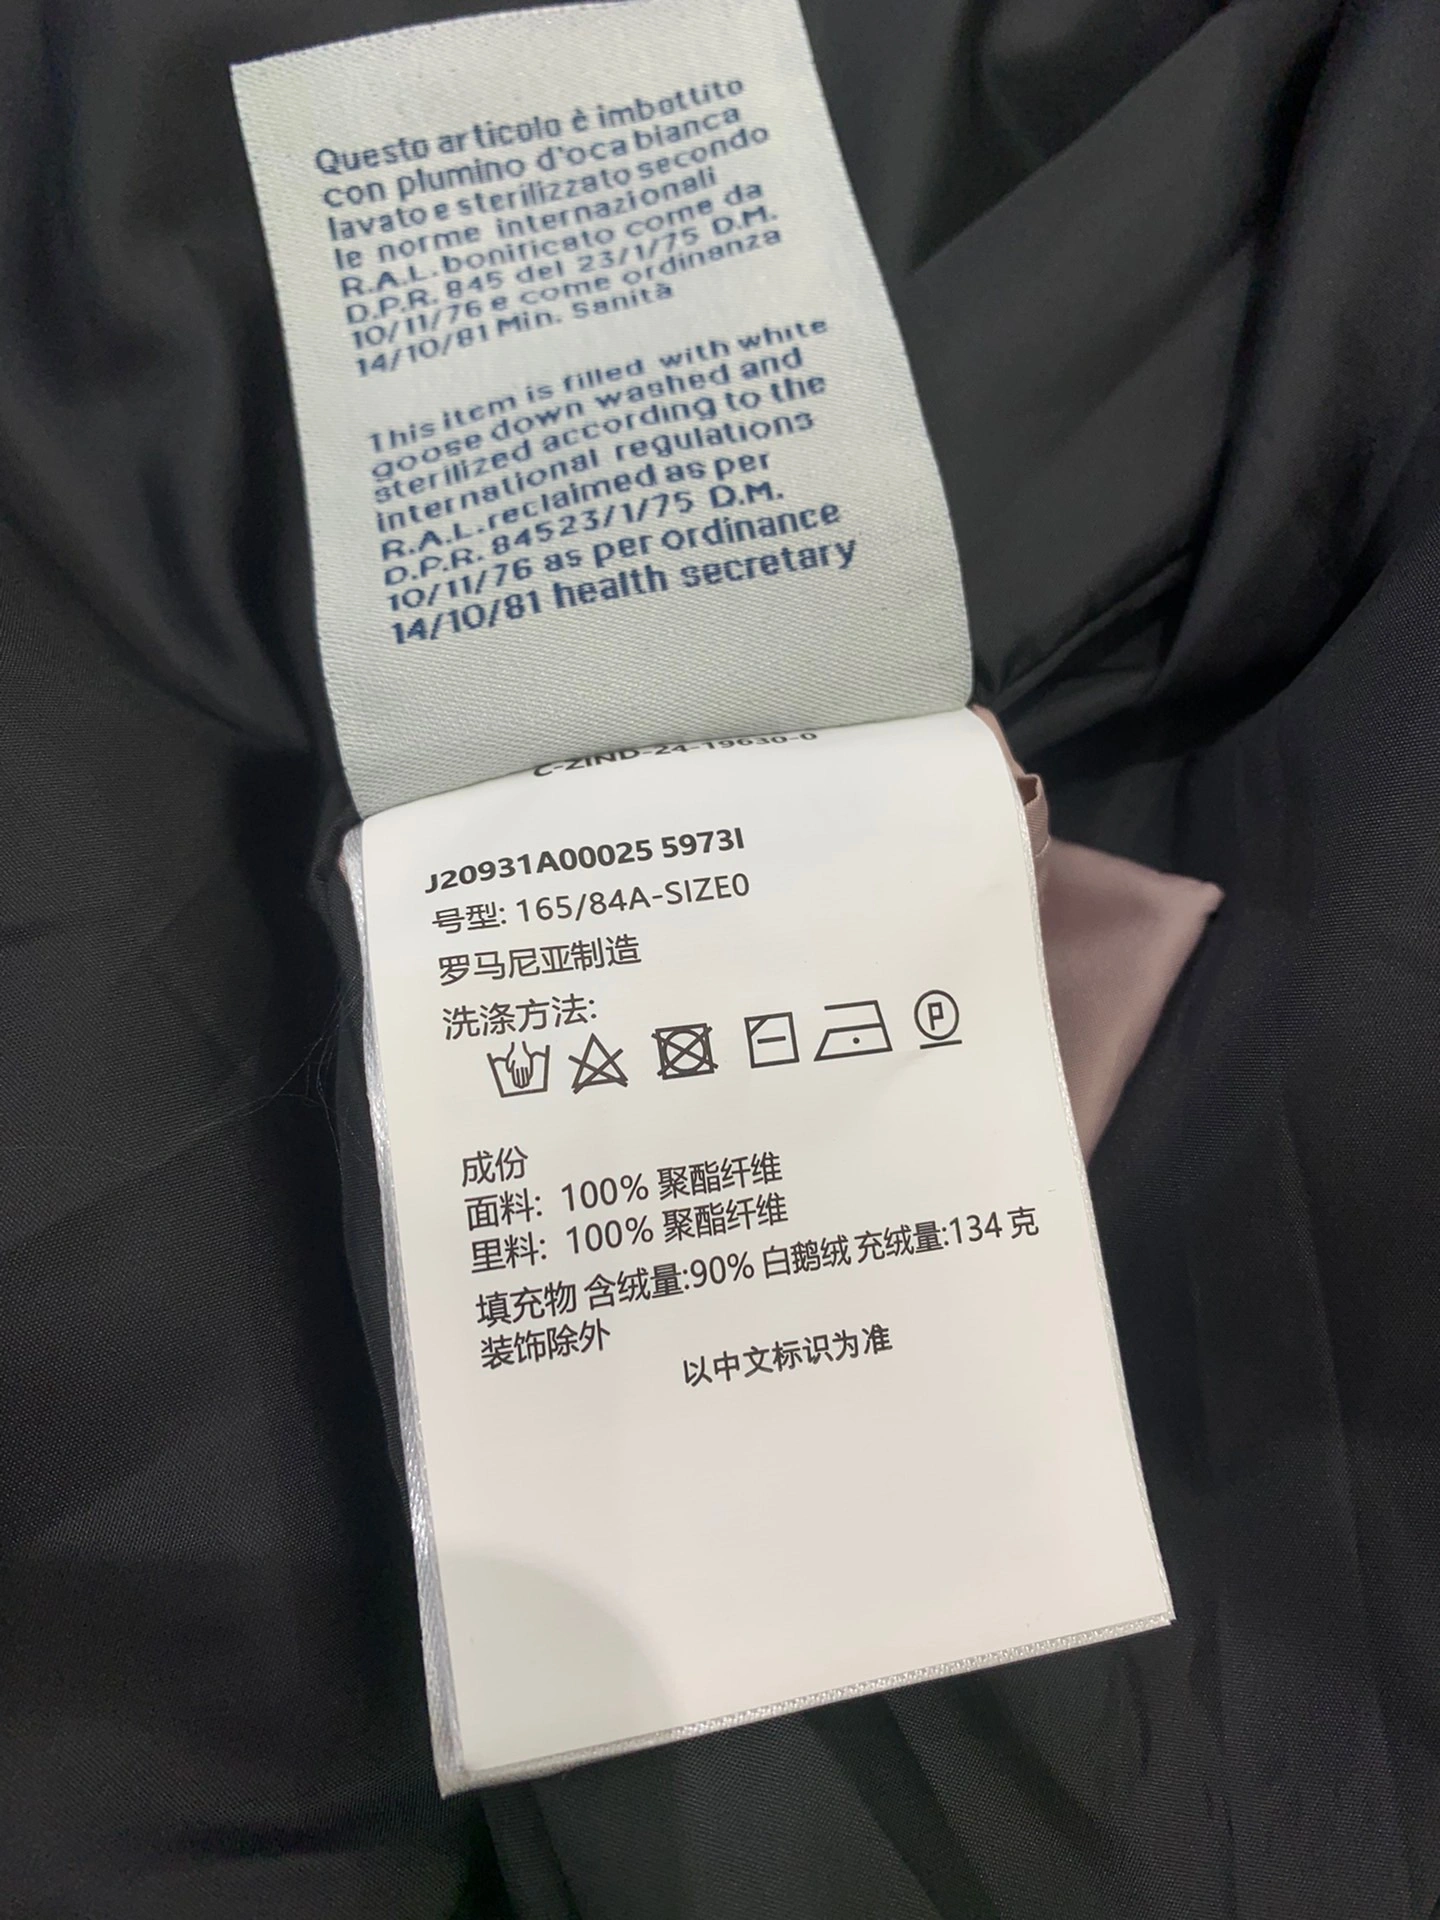 Questo articolo è imbottito
con plumino d'oca bianca
lavato e sterilizzato secondo
le norme internazionali
R.A.L. bonificato come da
D.P.R. 845 del 23/1/75 D.M.
10/11/76 e come ordinanza
14/10/81 Min. Sanità
This item is filled with white
goose down washed and
sterilized according to the
international regulations
R.A.L. reclaimed as per
D.P.R. 84523/1/75 D.M.
10/11/76 as per ordinance
14/10/81 health secretary
C-ZIND-24-19630-0
J20931A00025 5973I
号型: 165/84A-SIZE0
罗马尼亚制造
洗涤方法:
P
成份
面料: 100% 聚酯纤维
里料: 100% 聚酯纤维
填充物 含绒量:90% 白鹅绒 充绒量:134 克
装饰除外
以中文标识为准